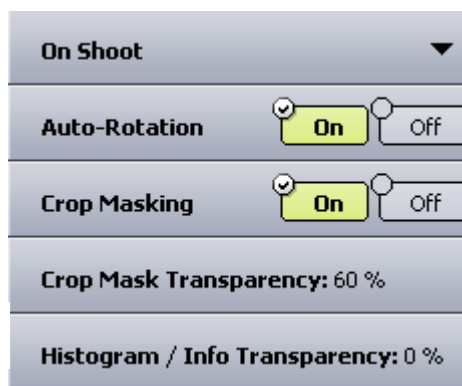 On Shoot
Auto-Rotation On Off
Crop Masking On Off
Crop Mask Transparency: 60 %
Histogram / Info Transparency: 0 %